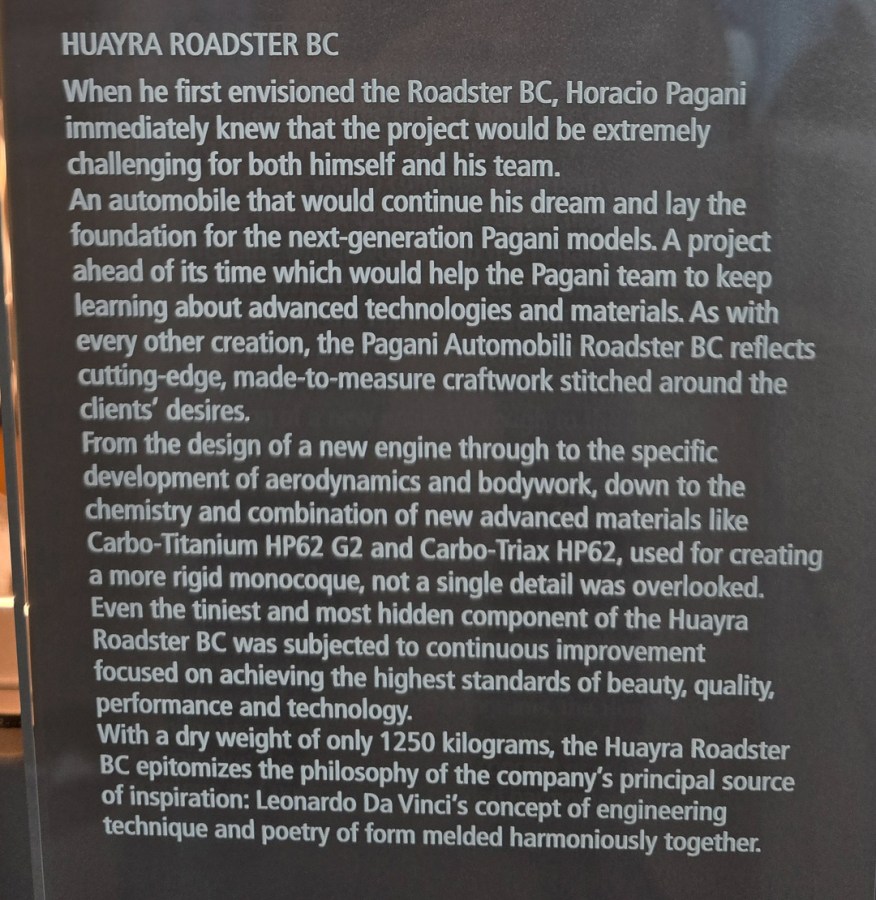 HUAYRA ROADSTER BC
When he first envisioned the Roadster BC, Horacio Pagani
immediately knew that the project would be extremely
challenging for both himself and his team.
An automobile that would continue his dream and lay the
foundation for the next-generation Pagani models. A project
ahead of its time which would help the Pagani team to keep
learning about advanced technologies and materials. As with
every other creation, the Pagani Automobili Roadster BC reflects
cutting-edge, made-to-measure craftwork stitched around the
clients' desires.
From the design of a new engine through to the specific
development of aerodynamics and bodywork, down to the
chemistry and combination of new advanced materials like
Carbo-Titanium HP62 G2 and Carbo-Triax HP62, used for creating
a more rigid monocoque, not a single detail was overlooked.
Even the tiniest and most hidden component of the Huayra
Roadster BC was subjected to continuous improvement
focused on achieving the highest standards of beauty, quality,
performance and technology.
With a dry weight of only 1250 kilograms, the Huayra Roadster
BC epitomizes the philosophy of the company's principal source
of inspiration: Leonardo Da Vinci's concept of engineering
technique and poetry of form melded harmoniously together.